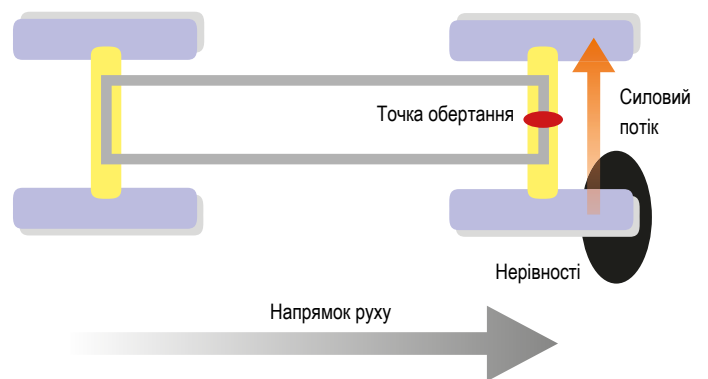 Точка обертання
Силовий
потік
Нерівності
Напрямок руху